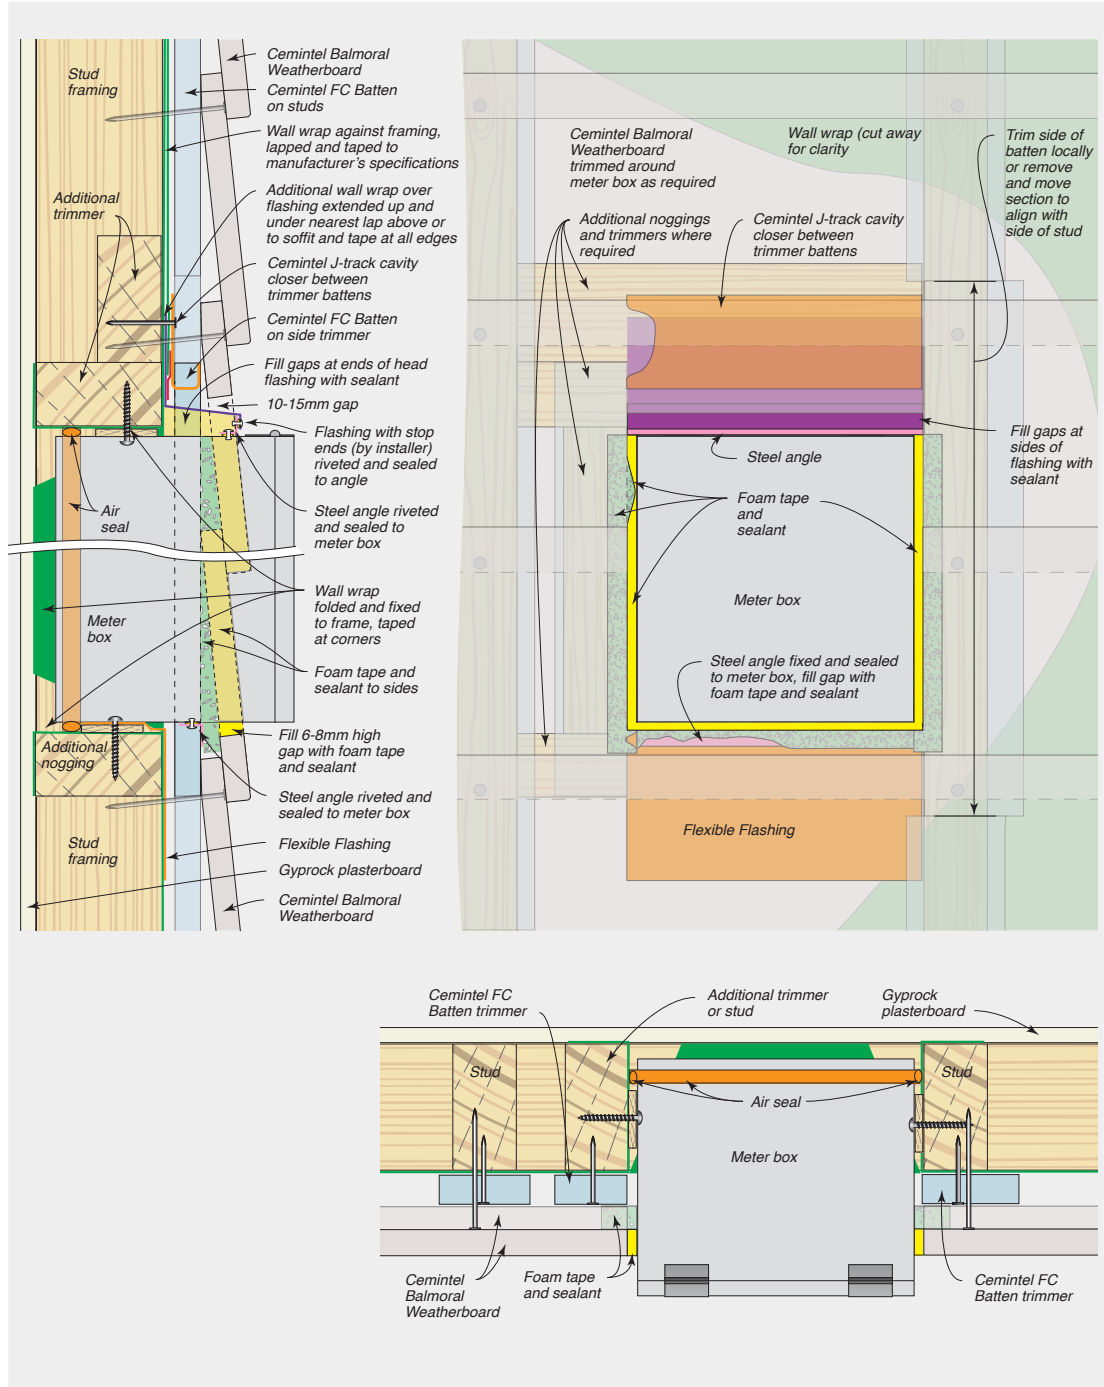 Stud
framing
Cemintel Balmoral
Weatherboard
Cemintel FC Batten
on studs
Wall wrap against framing,
lapped and taped to
manufacturer's specifications
Additional
trimmer
Additional wall wrap over
flashing extended up and
under nearest lap above or
to soffit and tape at all edges
Cemintel J-track cavity
closer between
trimmer battens
Cemintel FC Batten
on side trimmer
Fill gaps at ends of head
flashing with sealant
10-15mm gap
Flashing with stop
ends (by installer)
riveted and sealed
to angle
Air
seal
Steel angle riveted
and sealed to
meter box
Wall wrap
folded and fixed
to frame, taped
at corners
Meter
box
Foam tape and
sealant to sides
Additional
nogging
Fill 6-8mm high
gap with foam tape
and sealant
Steel angle riveted and
sealed to meter box
Stud
framing
Flexible Flashing
Gyprock plasterboard
Cemintel Balmoral
Weatherboard
Cemintel Balmoral
Weatherboard
trimmed around
meter box as required
Wall wrap (cut away
for clarity
Trim side of
batten locally
or remove
and move
section to
align with
side of stud
Additional noggings
and trimmers where
required
Cemintel J-track cavity
closer between
trimmer battens
Fill gaps at
sides of
flashing with
sealant
Steel angle
Foam tape
and
sealant
Meter box
Steel angle fixed and sealed
to meter box, fill gap with
foam tape and sealant
Flexible Flashing
Cemintel FC
Batten trimmer
Additional trimmer
or stud
Gyprock
plasterboard
Stud
Stud
Air seal
Meter box
Cemintel
Balmoral
Weatherboard
Foam tape
and sealant
Cemintel FC
Batten trimmer